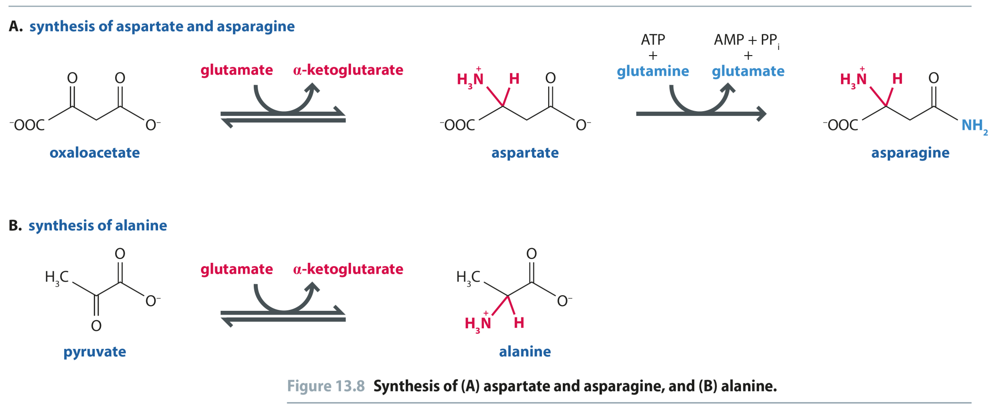 A. synthesis of aspartate and asparagine
ATP
+
glutamine
AMP + PPi
+
glutamate
glutamate α-ketoglutarate
O O
⁻OOC O⁻
oxaloacetate
H₃N⁺ H O
⁻OOC O⁻
aspartate
H₃N⁺ H O
⁻OOC NH₂
asparagine
B. synthesis of alanine
glutamate α-ketoglutarate
O
H₃C
O⁻
O
pyruvate
O
H₃C
O⁻
H₃N⁺ H
alanine
Figure 13.8 Synthesis of (A) aspartate and asparagine, and (B) alanine.